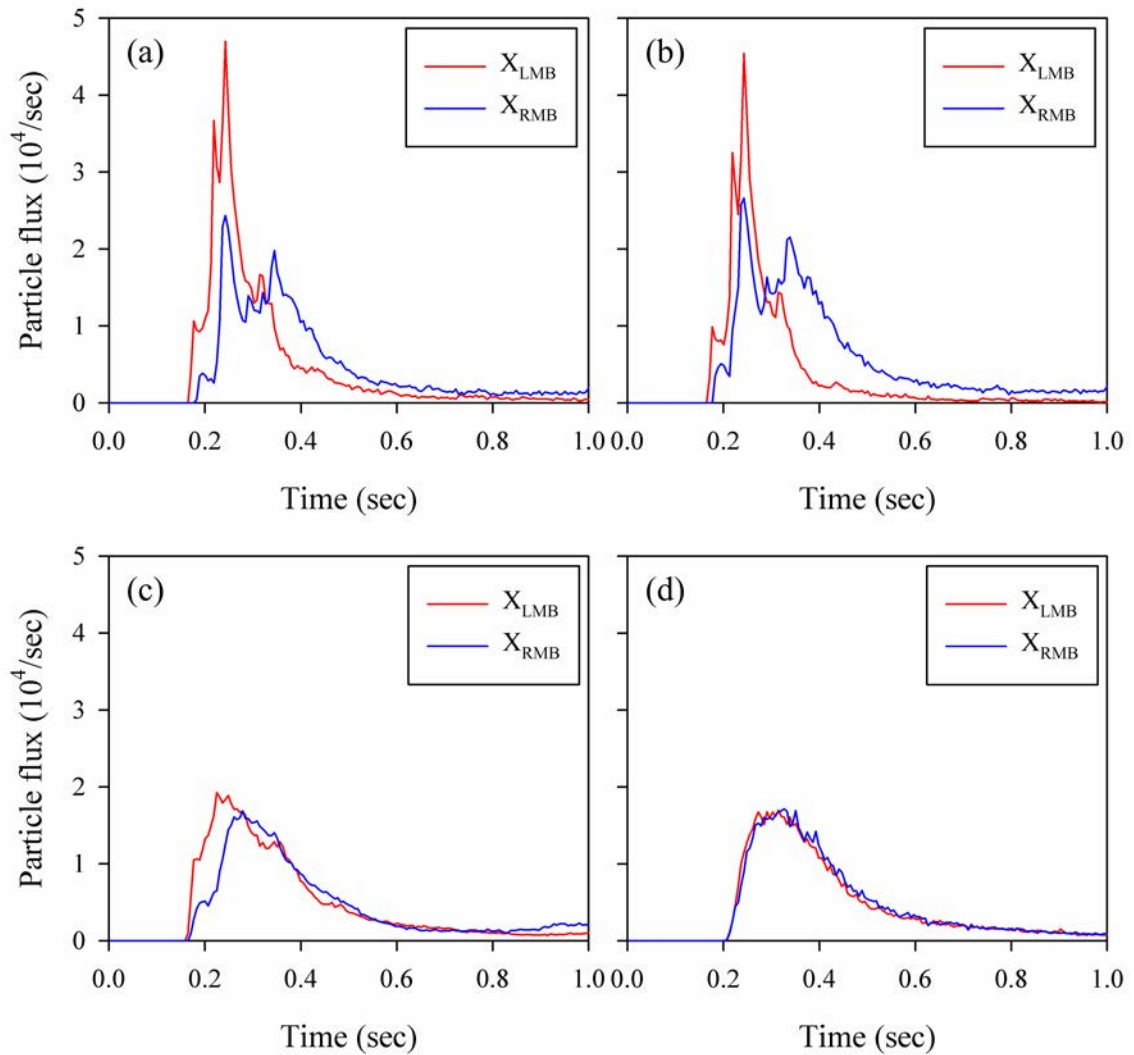 (a)
X_LMB
X_RMB
5
4
3
2
1
0
Particle flux (10^4/sec)
0.0 0.2 0.4 0.6 0.8 1.0
Time (sec)
(b)
X_LMB
X_RMB
0.0 0.2 0.4 0.6 0.8 1.0
Time (sec)
(c)
X_LMB
X_RMB
5
4
3
2
1
0
Particle flux (10^4/sec)
0.0 0.2 0.4 0.6 0.8 1.0
Time (sec)
(d)
X_LMB
X_RMB
0.0 0.2 0.4 0.6 0.8 1.0
Time (sec)